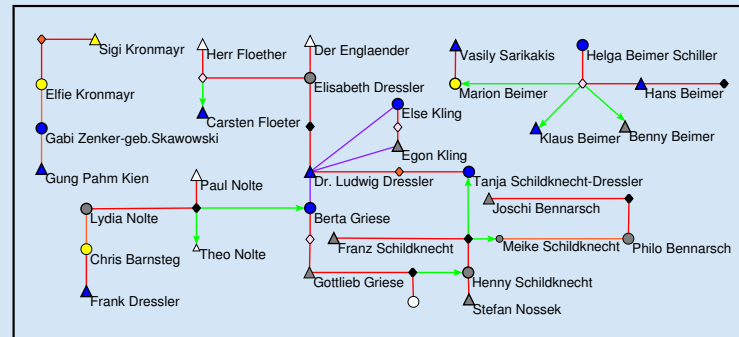 Sigi Kronmayr
Herr Floether
Der Englaender
Vasily Sarikakis
Helga Beimer Schiller
Elfie Kronmayr
Elisabeth Dressler
Marion Beimer
Hans Beimer
Carsten Floeter
Else Kling
Gabi Zenker-geb.Skawowski
Klaus Beimer
Benny Beimer
Egon Kling
Gung Pahm Kien
Paul Nolte
Dr. Ludwig Dressler
Tanja Schildknecht-Dressler
Joschi Bennarsch
Lydia Nolte
Berta Griese
Theo Nolte
Franz Schildknecht
Meike Schildknecht
Philo Bennarsch
Chris Barnsteg
Gottlieb Griese
Henny Schildknecht
Frank Dressler
Stefan Nossek